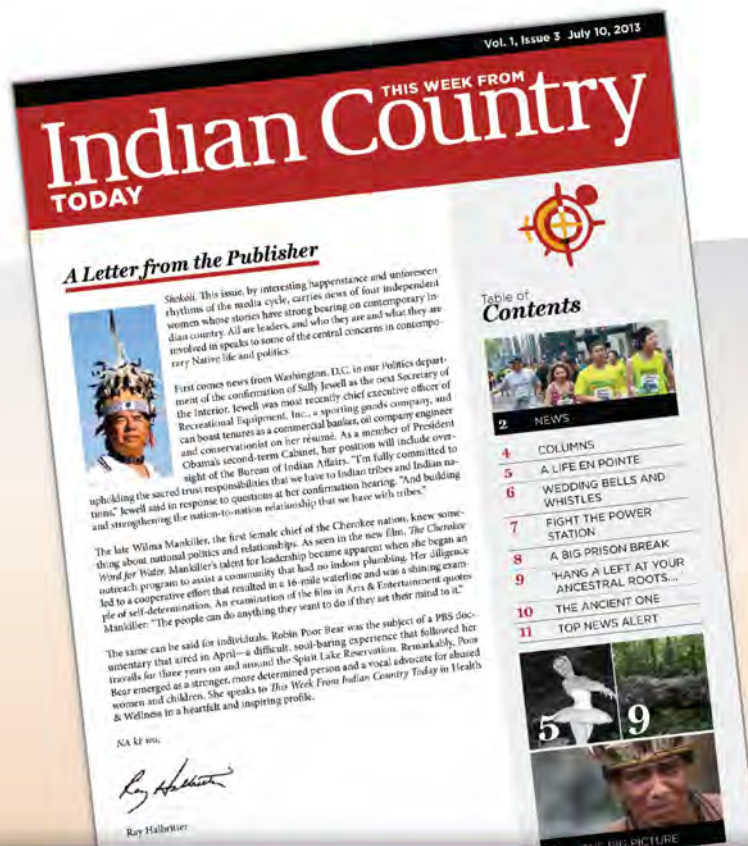 Vol. 1, Issue 3 July 10, 2013
THIS WEEK FROM
Indian Country
TODAY
A Letter from the Publisher
Shekóli. This issue, by interesting happenstance and unforeseen
rhythms of the media cycle, carries news of four independent
women whose stories have strong bearing on contemporary in-
dian country. All are leaders, and who they are and what they are
involved in speaks to some of the central concerns in contempo-
rary Native life and politics.
First comes news from Washington, D.C. in our Politics depart-
ment of the confirmation of Sally Jewell as the next Secretary of
the Interior. Jewell was most recently chief executive officer of
Recreational Equipment, Inc., a sporting goods company, and
can boast tenures as a commercial banker, oil company engineer
and conservationist on her résumé. As a member of President
Obama's second-term Cabinet, her position will include over-
sight of the Bureau of Indian Affairs. "I'm fully committed to
upholding the sacred trust responsibilities that we have to Indian tribes and Indian na-
tions," Jewell said in response to questions at her confirmation hearing. "And building
and strengthening the nation-to-nation relationship that we have with tribes."
The late Wilma Mankiller, the first female chief of the Cherokee nation, knew some-
thing about national politics and relationships. As seen in the new film, The Cherokee
Word for Water, Mankiller's talent for leadership became apparent when she began an
outreach program to assist a community that had no indoor plumbing. Her diligence
led to a cooperative effort that resulted in a 16-mile waterline and was a shining exam-
ple of self-determination. An examination of the film in Arts & Entertainment quotes
Mankiller: "The people can do anything they want to do if they set their mind to it."
The same can be said for individuals. Robin Poor Bear was the subject of a PBS doc-
umentary that aired in April—a difficult, soul-baring experience that followed her
travails for three years on and around the Spirit Lake Reservation. Remarkably, Poor
Bear emerged as a stronger, more determined person and a vocal advocate for abused
women and children. She speaks to This Week From Indian Country Today in Health
& Wellness in a heartfelt and inspiring profile.
NA ki wa,
Ray Halbritter
Ray Halbritter
Table of
Contents
2 NEWS
4 COLUMNS
5 A LIFE EN POINTE
6 WEDDING BELLS AND
WHISTLES
7 FIGHT THE POWER
STATION
8 A BIG PRISON BREAK
9 'HANG A LEFT AT YOUR
ANCESTRAL ROOTS....
10 THE ANCIENT ONE
11 TOP NEWS ALERT
5 9
THE BIG PICTURE